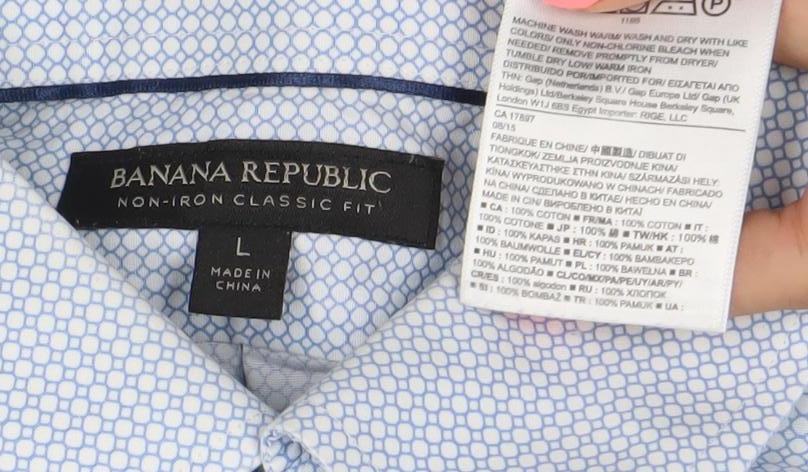 BANANA REPUBLIC
NON-IRON CLASSIC FIT
L
MADE IN
CHINA
1185
MACHINE WASH WARM/ WASH AND DRY WITH LIKE
COLORS/ ONLY NON-CHLORINE BLEACH WHEN
NEEDED/ REMOVE PROMPTLY FROM DRYER/
TUMBLE DRY LOW/ WARM IRON
DISTRIBUIDO POR/IMPORTED FOR/ ΕΙΣΑΓΕΤΑΙ ΑΠΟ
THN: Gap (Netherlands) B.V./ Gap Europe Ltd/ Gap (UK
Holdings) Ltd/Berkeley Square House Berkeley Square,
London W1J 6BS Egypt Importer: RIGE, LLC
CA 17897
08/15
FABRIQUE EN CHINE/ 中國製造/ DIBUAT DI
TIONGKOK/ ZEMLJA PROIZVODNJE KINA/
ΚΑΤΑΣΚΕΥΑΣΤΗΚΕ ΣΤΗΝ ΚΙΝΑ/ SZÁRMAZÁSI HELY:
KÍNA/ WYPRODUKOWANO W CHINACH/ FABRICADO
NA CHINA/ СДЕЛАНО В КИТАЕ/ HECHO EN CHINA/
MADE IN CIN/ ВИРОБЛЕНО В КИТАЇ
■ CA : 100% COTTON ■ FR/MA : 100% COTON ■ IT :
100% COTONE ■ JP : 100% 綿 ■ TW/HK : 100% 棉
■ ID : 100% KAPAS ■ HR : 100% PAMUK ■ AT :
100% BAUMWOLLE ■ EL/CY : 100% ΒΑΜΒΑΚΕΡΟ
■ HU : 100% PAMUT ■ PL : 100% BAWEŁNA ■ BR :
100% ALGODÃO ■ CL/CO/MX/PA/PE/UY/AR/PY/
CR/ES : 100% algodon ■ RU : 100% ХЛОПОК
■ SI : 100% BOMBAŽ ■ TR : 100% PAMUK ■ UA :